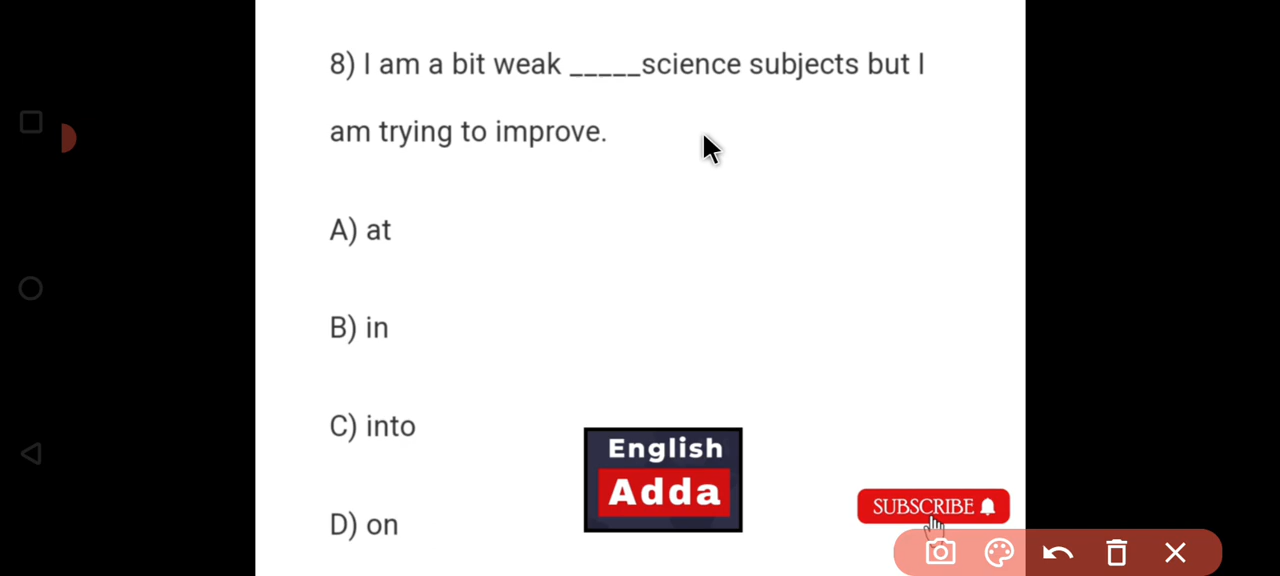 8) I am a bit weak _____science subjects but I
am trying to improve.
A) at
B) in
C) into
D) on
English
Adda
SUBSCRIBE